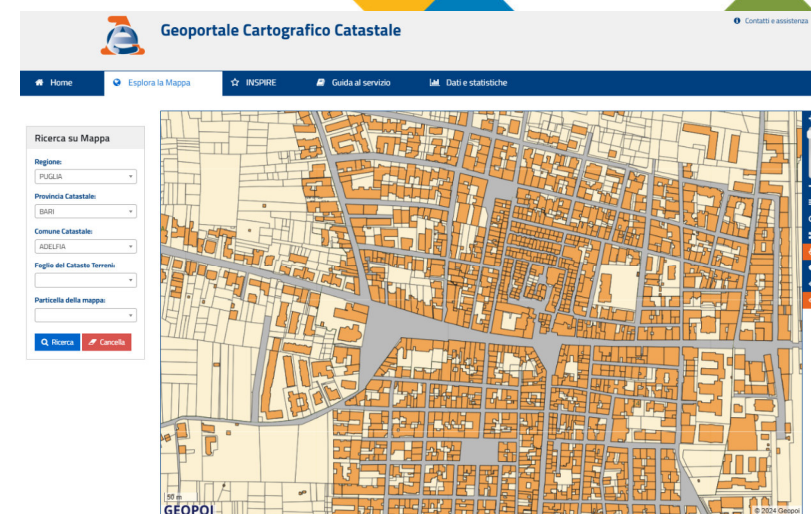 Contatti e assistenza
Geoportale Cartografico Catastale
Home Esplora la Mappa INSPIRE Guida al servizio Dati e statistiche
Ricerca su Mappa
Regione:
PUGLIA
Provincia Catastale:
BARI
Comune Catastale:
ADELFIA
Foglio del Catasto Terreni:
Particella della mappa:
Ricerca Cancella
50 m
GEOPOI
© 2024 Geopoi